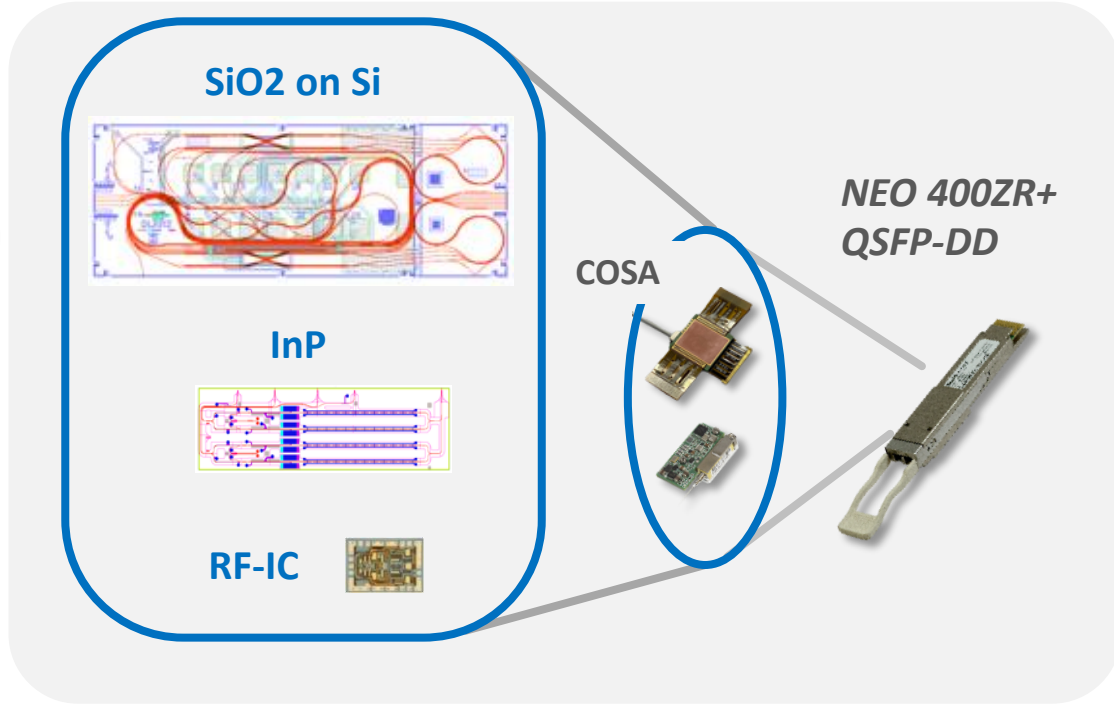 SiO2 on Si
InP
RF-IC
COSA
NEO 400ZR+
QSFP-DD